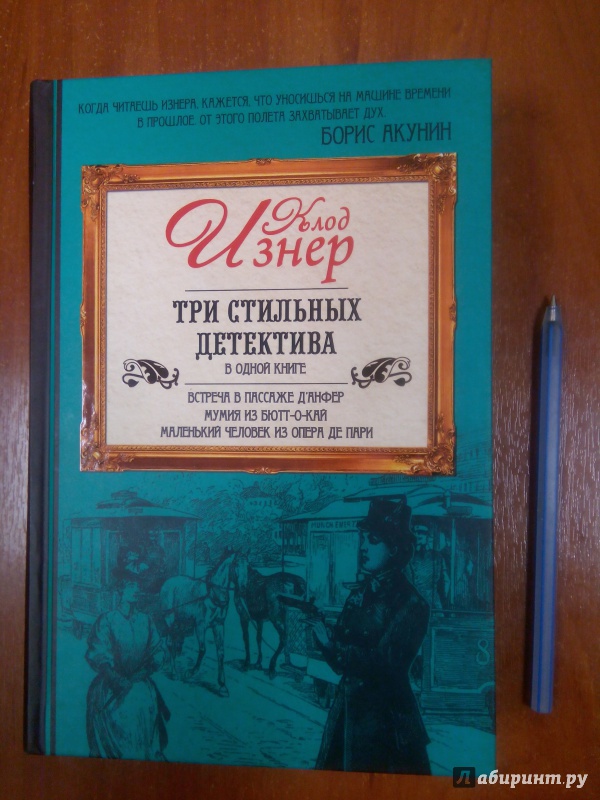 КОГДА ЧИТАЕШЬ ИЗНЕРА, КАЖЕТСЯ, ЧТО УНОСИШЬСЯ НА МАШИНЕ ВРЕМЕНИ
В ПРОШЛОЕ. ОТ ЭТОГО ПОЛЕТА ЗАХВАТЫВАЕТ ДУХ.
БОРИС АКУНИН
Клод
Изнер
ТРИ СТИЛЬНЫХ
ДЕТЕКТИВА
В ОДНОЙ КНИГЕ
ВСТРЕЧА В ПАССАЖЕ Д'АНФЕР
МУМИЯ ИЗ БЮТТ-О-КАЙ
МАЛЕНЬКИЙ ЧЕЛОВЕК ИЗ ОПЕРА ДЕ ПАРИ
8
лабиринт.ру